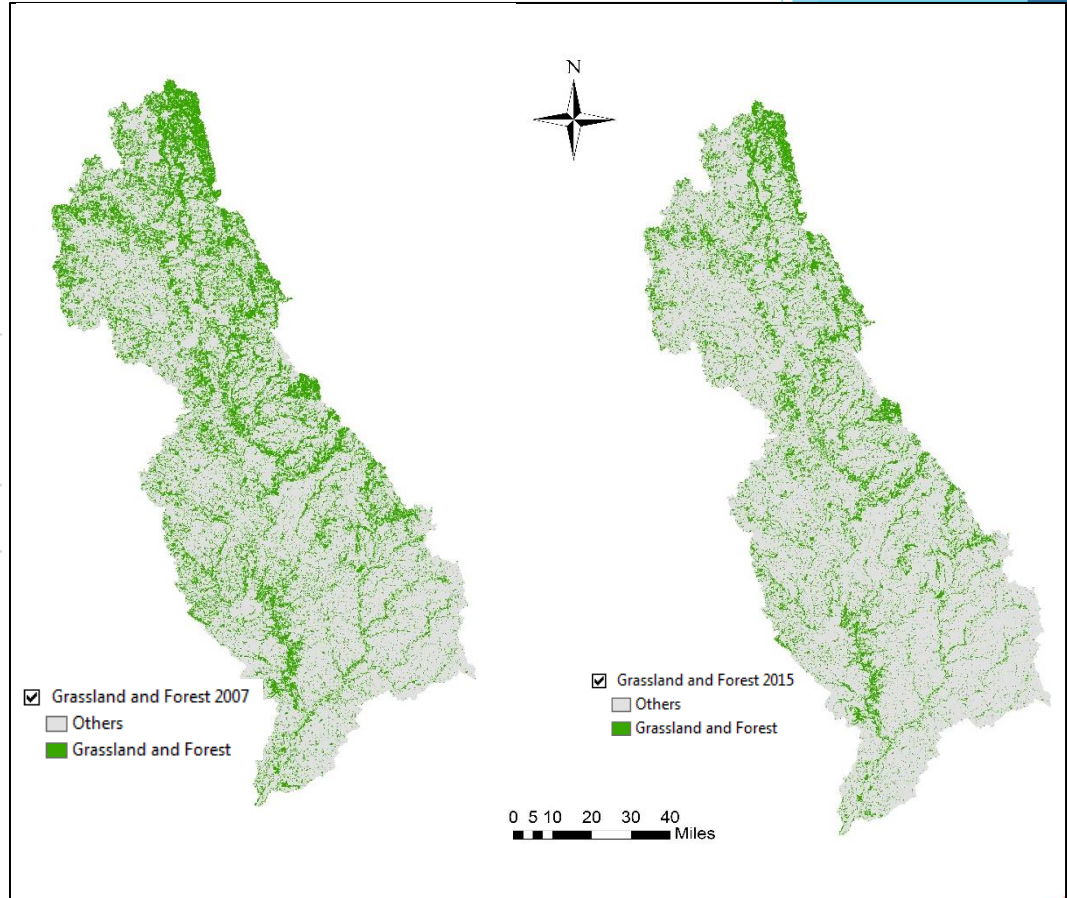 N
Grassland and Forest 2007
Others
Grassland and Forest
Grassland and Forest 2015
Others
Grassland and Forest
0 5 10 20 30 40
Miles